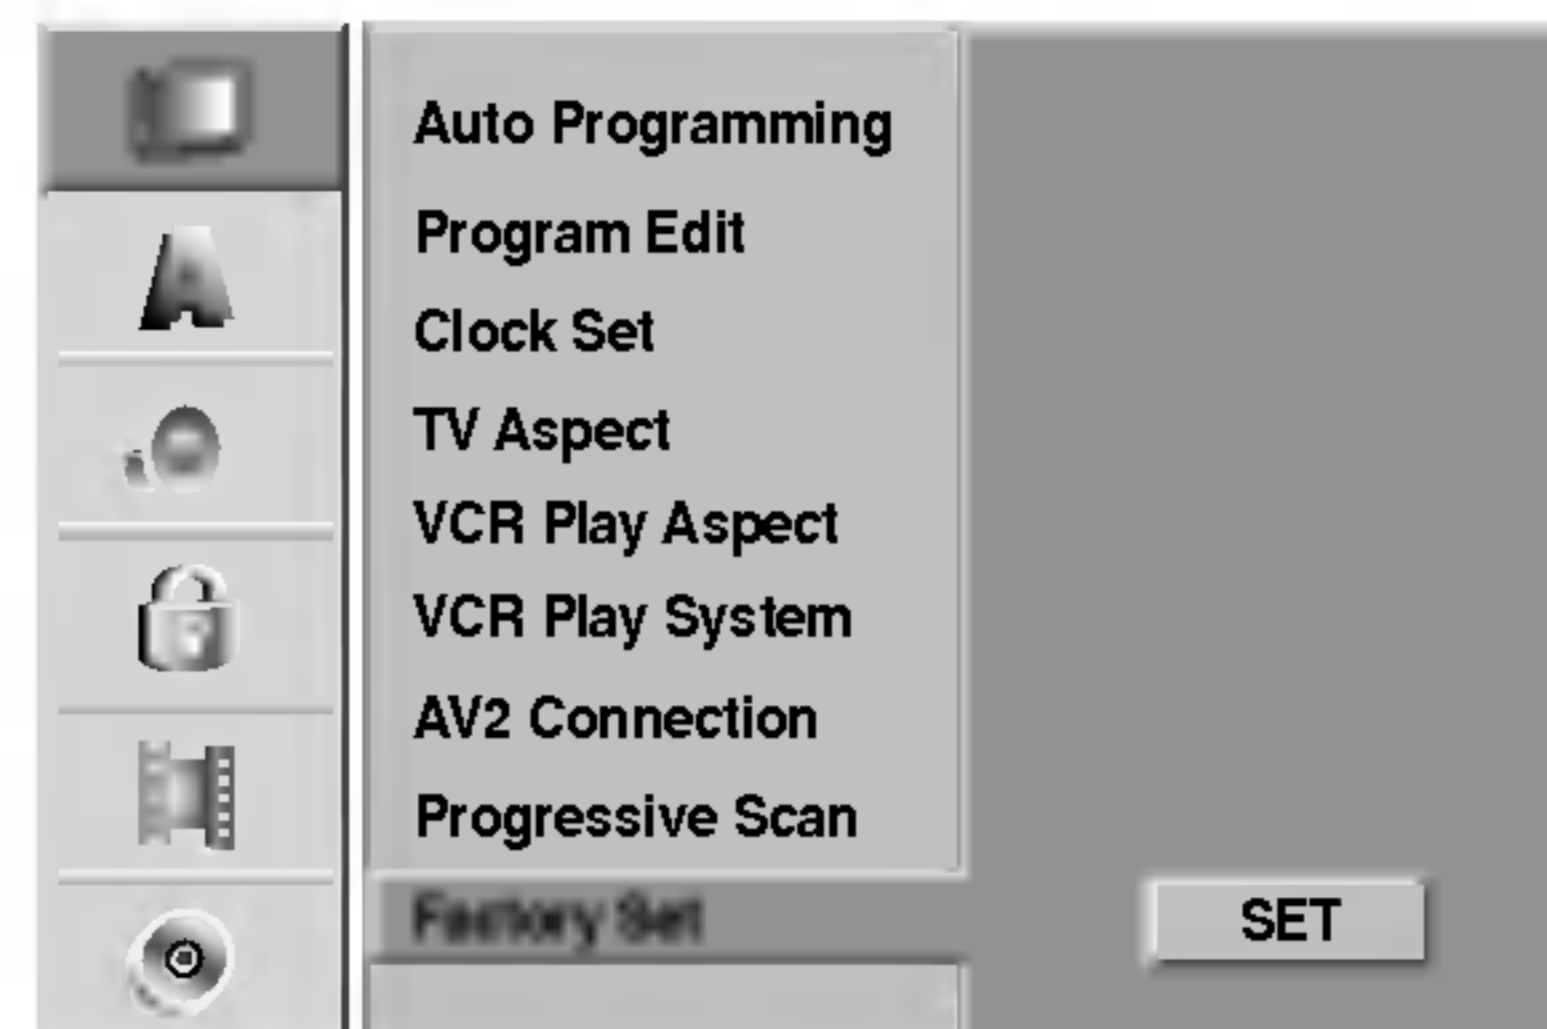 Auto Programming
Program Edit
Clock Set
TV Aspect
VCR Play Aspect
VCR Play System
AV2 Connection
Progressive Scan
Factory Set
SET